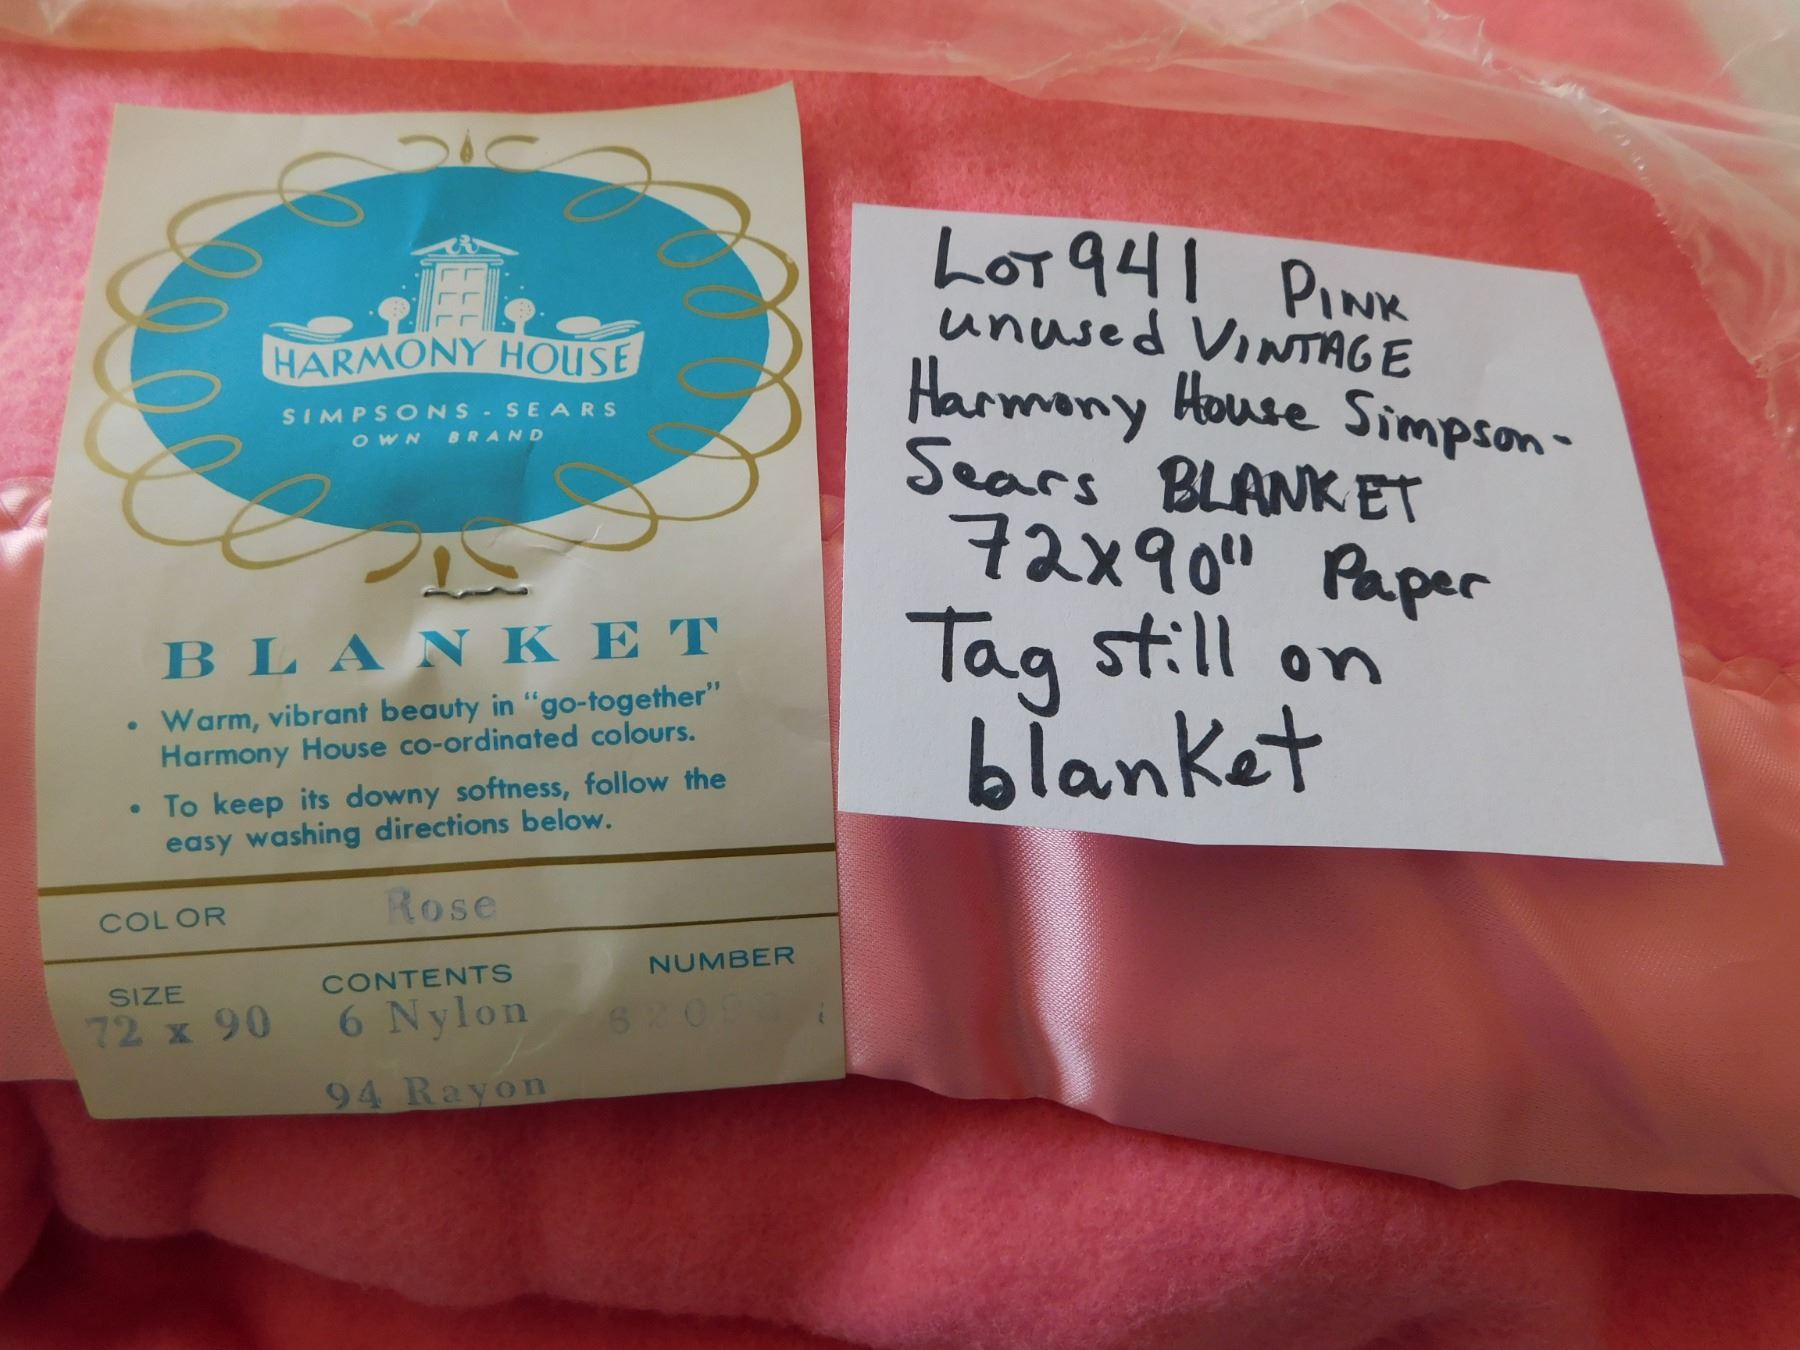 HARMONY HOUSE
SIMPSONS-SEARS
OWN BRAND
BLANKET
• Warm, vibrant beauty in "go-together"
Harmony House co-ordinated colours.
• To keep its downy softness, follow the
easy washing directions below.
COLOR Rose
SIZE CONTENTS NUMBER
72 x 90 6 Nylon
94 Rayon
LOT 941 PINK
unused VINTAGE
Harmony House Simpson-
Sears BLANKET
72x90" Paper
Tag still on
blanket